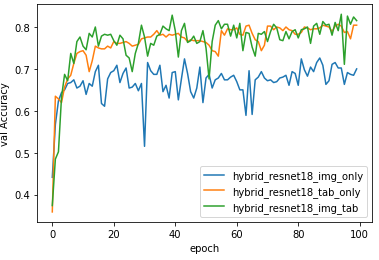 val Accuracy
0.8
0.7
0.6
0.5
0.4
0 20 40 60 80 100
epoch
hybrid_resnet18_img_only
hybrid_resnet18_tab_only
hybrid_resnet18_img_tab